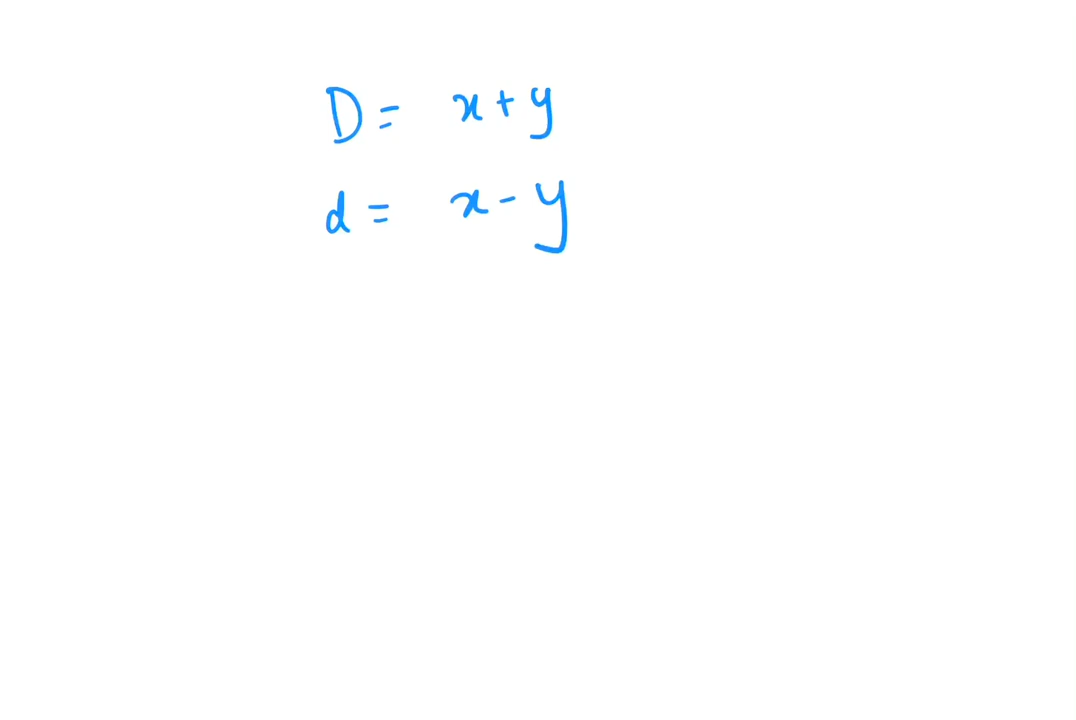 D = x + y
d = x - y